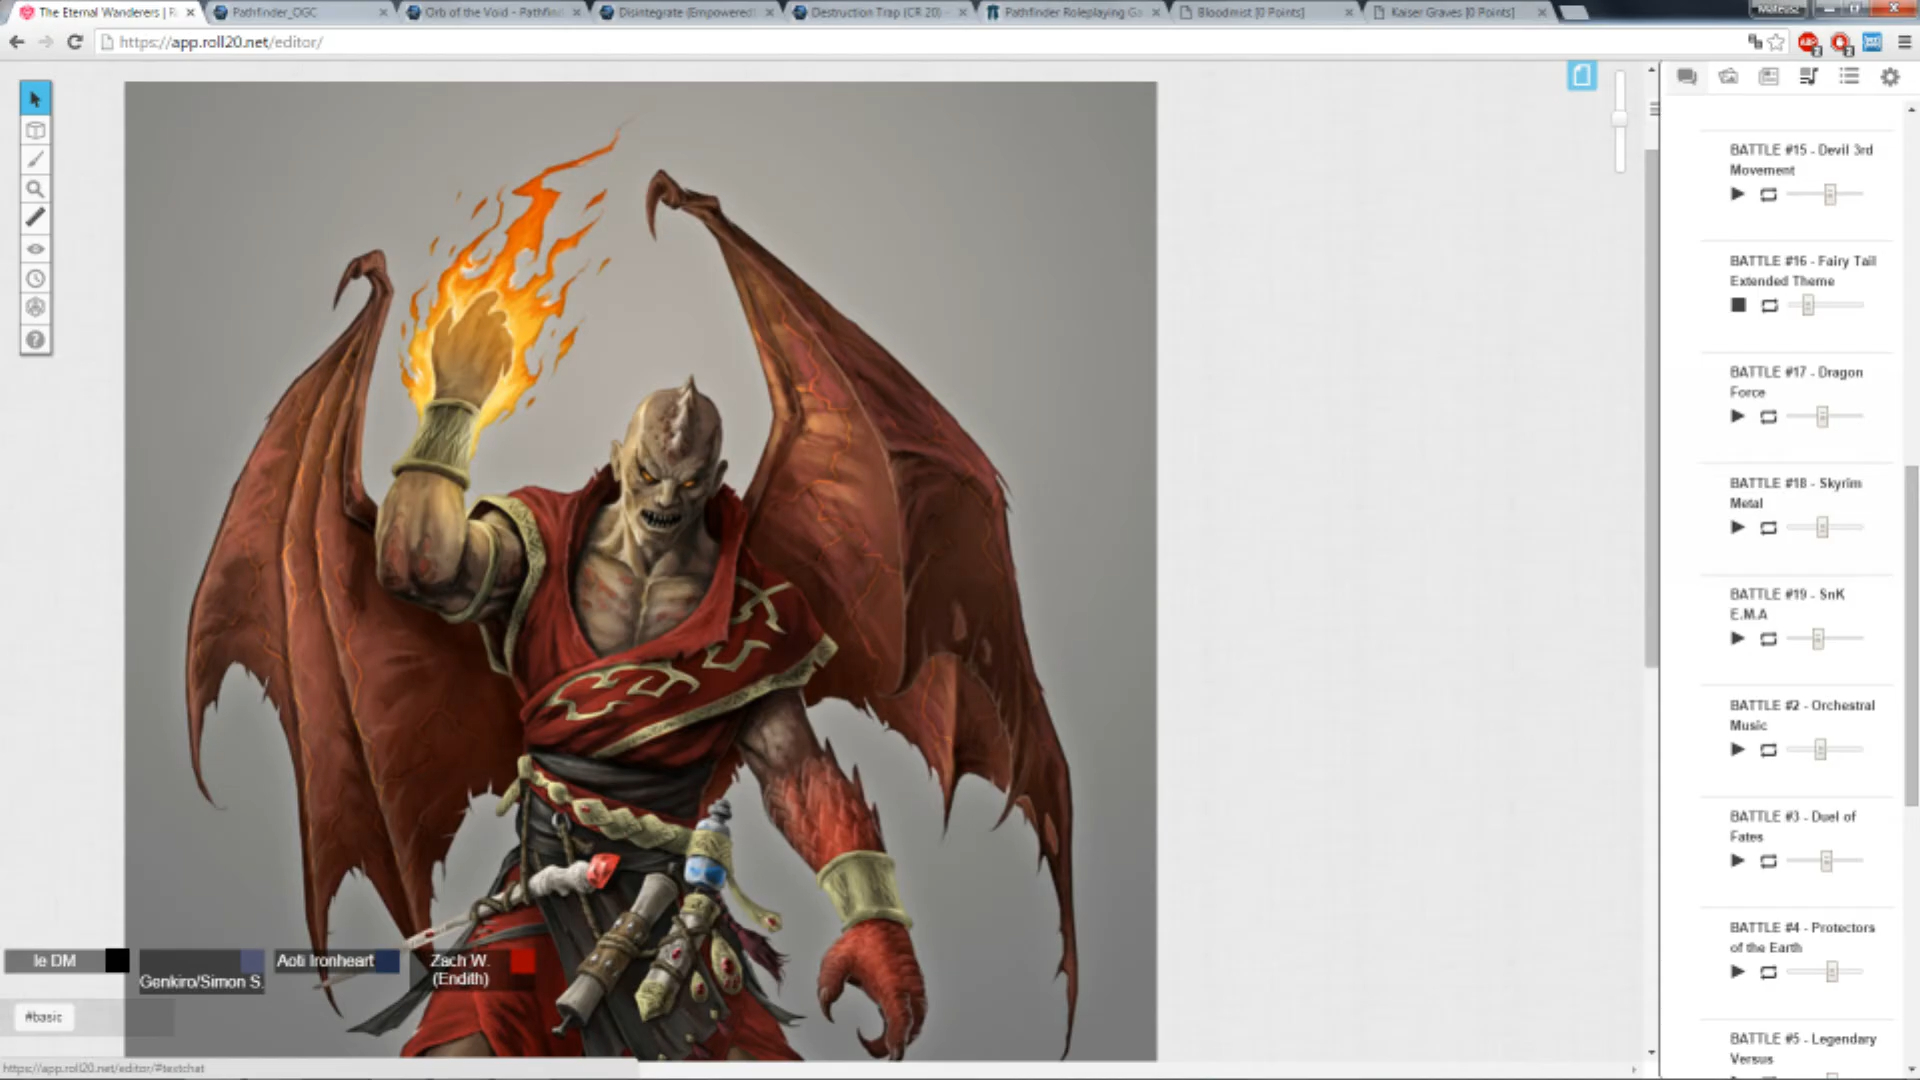 The Eternal Wanderers | R
Pathfinder_OGC
Orb of the Void - Pathfin
Disintegrate (Empowered
Destruction Trap (CR 20) -
Pathfinder Roleplaying Ga
Bloodmist [0 Points]
Kaiser Graves [0 Points]
Mateusz
https://app.roll20.net/editor/
BATTLE #15 - Devil 3rd
Movement
BATTLE #16 - Fairy Tail
Extended Theme
BATTLE #17 - Dragon
Force
BATTLE #18 - Skyrim
Metal
BATTLE #19 - SnK
E.M.A
BATTLE #2 - Orchestral
Music
BATTLE #3 - Duel of
Fates
BATTLE #4 - Protectors
of the Earth
BATTLE #5 - Legendary
Versus
le DM
Genkiro/Simon S.
Aoti Ironheart
Zach W.
(Endith)
#basic
https://app.roll20.net/editor/#textchat